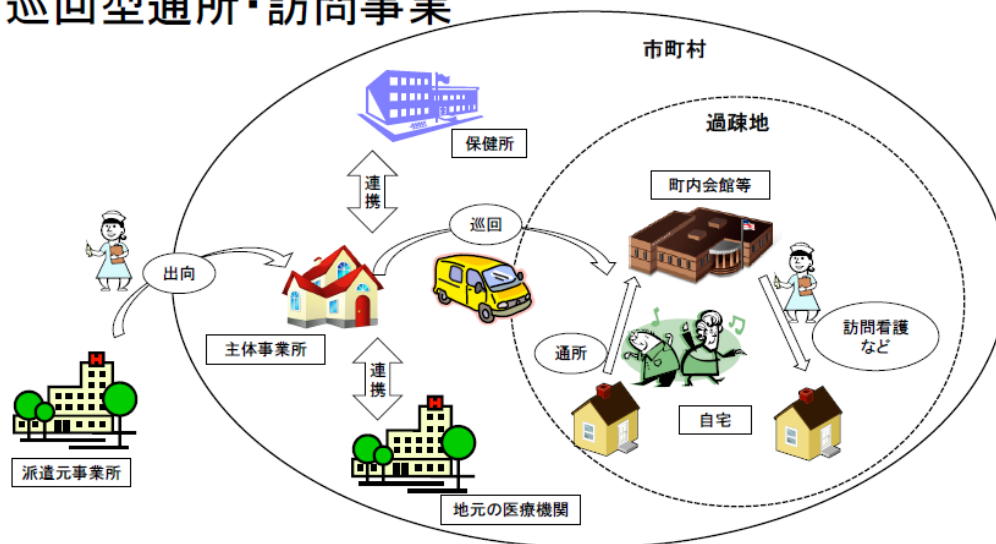 巡回型通所・訪問事業
市町村
過疎地
保健所
町内会館等
連携
巡回
出向
主体事業所
通所
訪問看護
など
連携
自宅
派遣元事業所
地元の医療機関
H
H